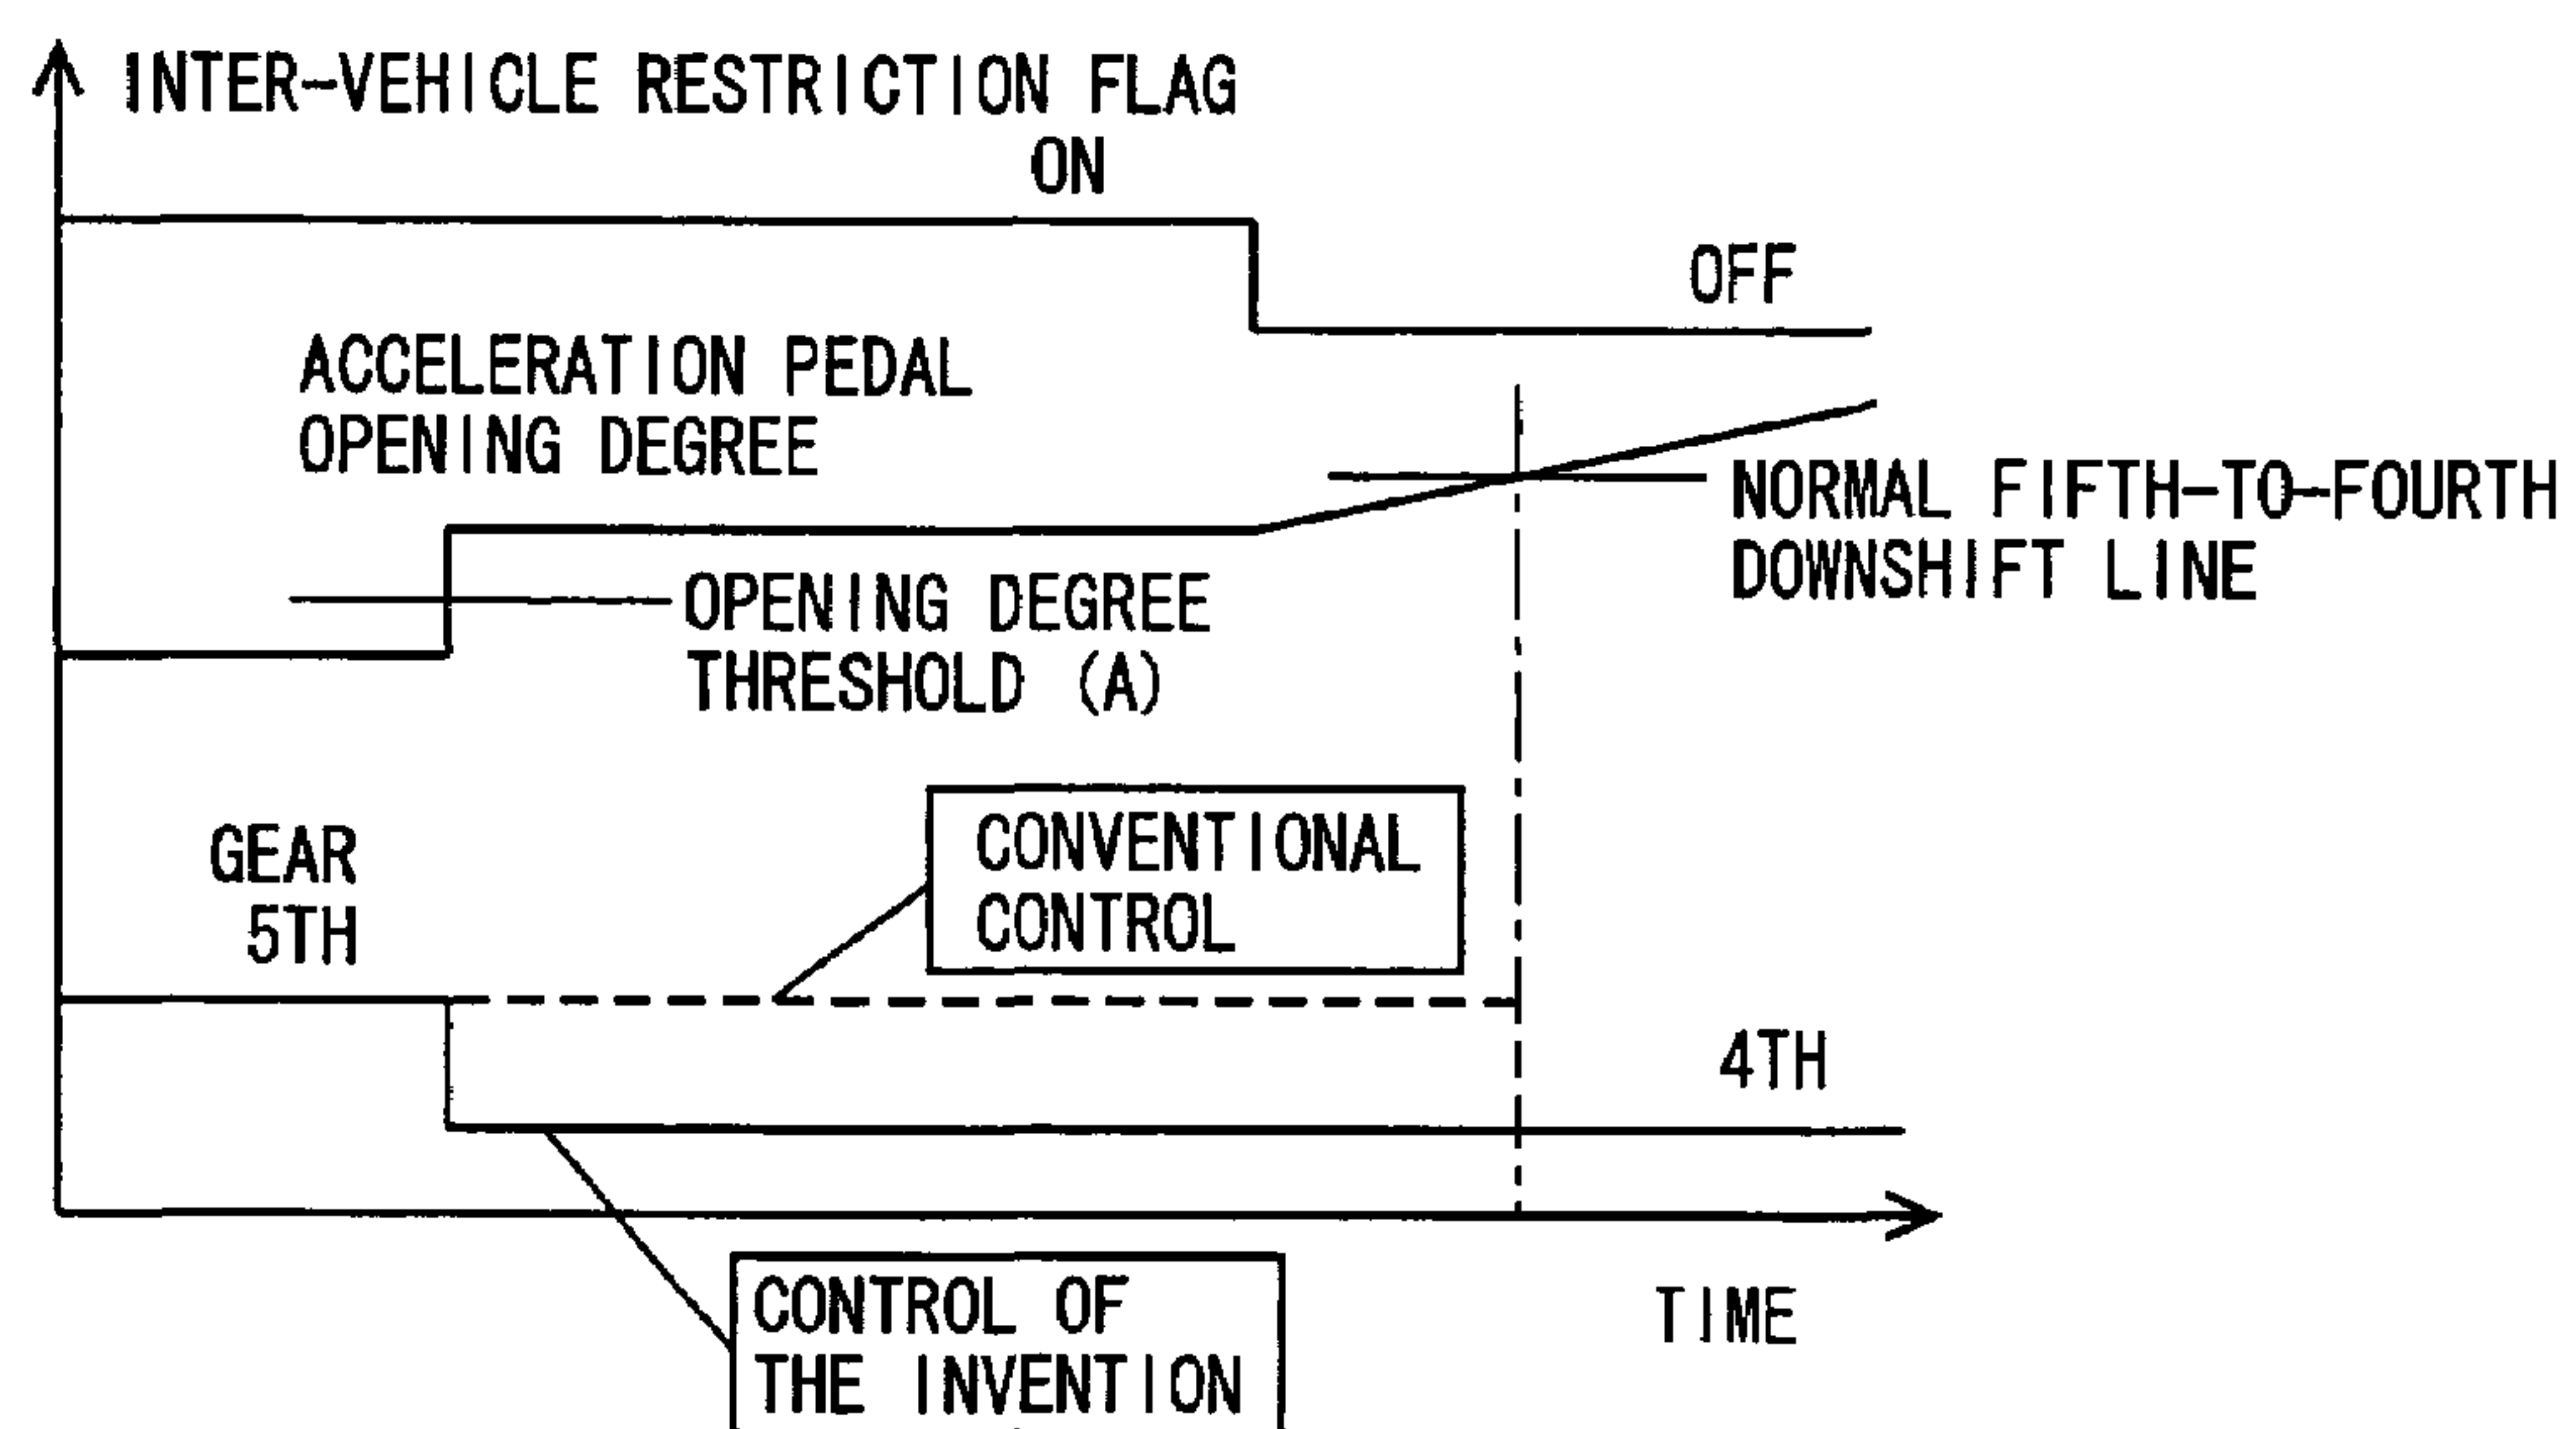 INTER-VEHICLE RESTRICTION FLAG
ON
OFF
ACCELERATION PEDAL
OPENING DEGREE
NORMAL FIFTH-TO-FOURTH
DOWNSHIFT LINE
OPENING DEGREE
THRESHOLD (A)
GEAR
5TH
CONVENTIONAL
CONTROL
4TH
CONTROL OF
THE INVENTION
TIME